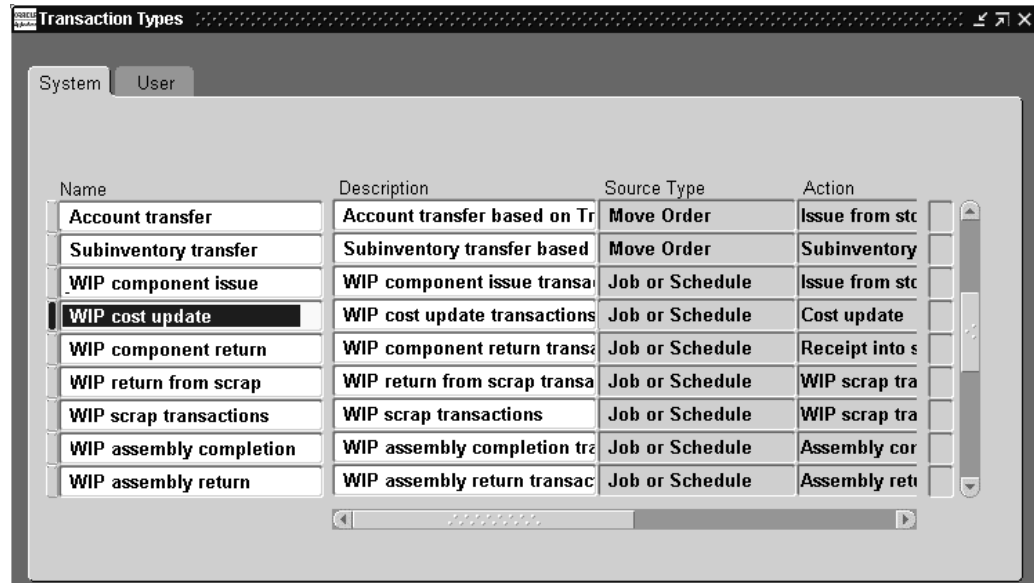 Transaction Types
System User
Name Description Source Type Action
Account transfer Account transfer based on Tr Move Order Issue from stc
Subinventory transfer Subinventory transfer based Move Order Subinventory
WIP component issue WIP component issue transa Job or Schedule Issue from stc
WIP cost update WIP cost update transactions Job or Schedule Cost update
WIP component return WIP component return transa Job or Schedule Receipt into s
WIP return from scrap WIP return from scrap transa Job or Schedule WIP scrap tra
WIP scrap transactions WIP scrap transactions Job or Schedule WIP scrap tra
WIP assembly completion WIP assembly completion tra Job or Schedule Assembly cor
WIP assembly return WIP assembly return transac Job or Schedule Assembly retu